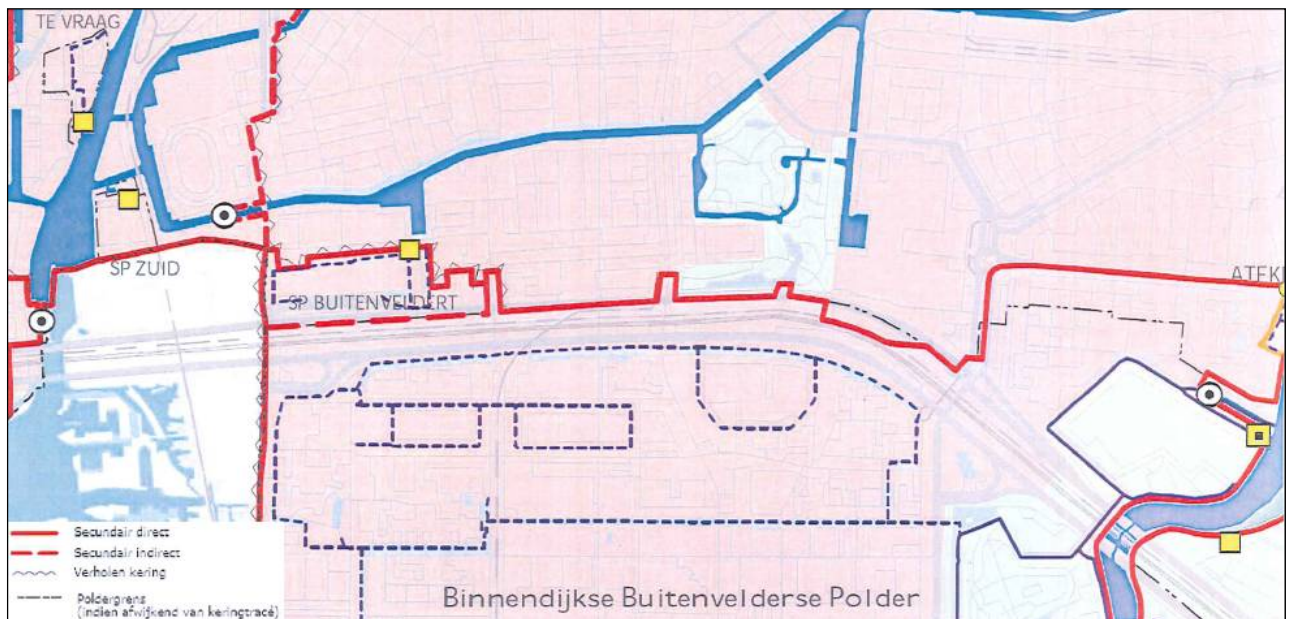 TE VRAAG
SP ZUID
SP BUITENVELDERT
Secundair direct
Secundair indirect
Verholen kering
Poldergrens
(indien afwijkend van keringtracé)
Binnendijkse Buitenvelderse Polder